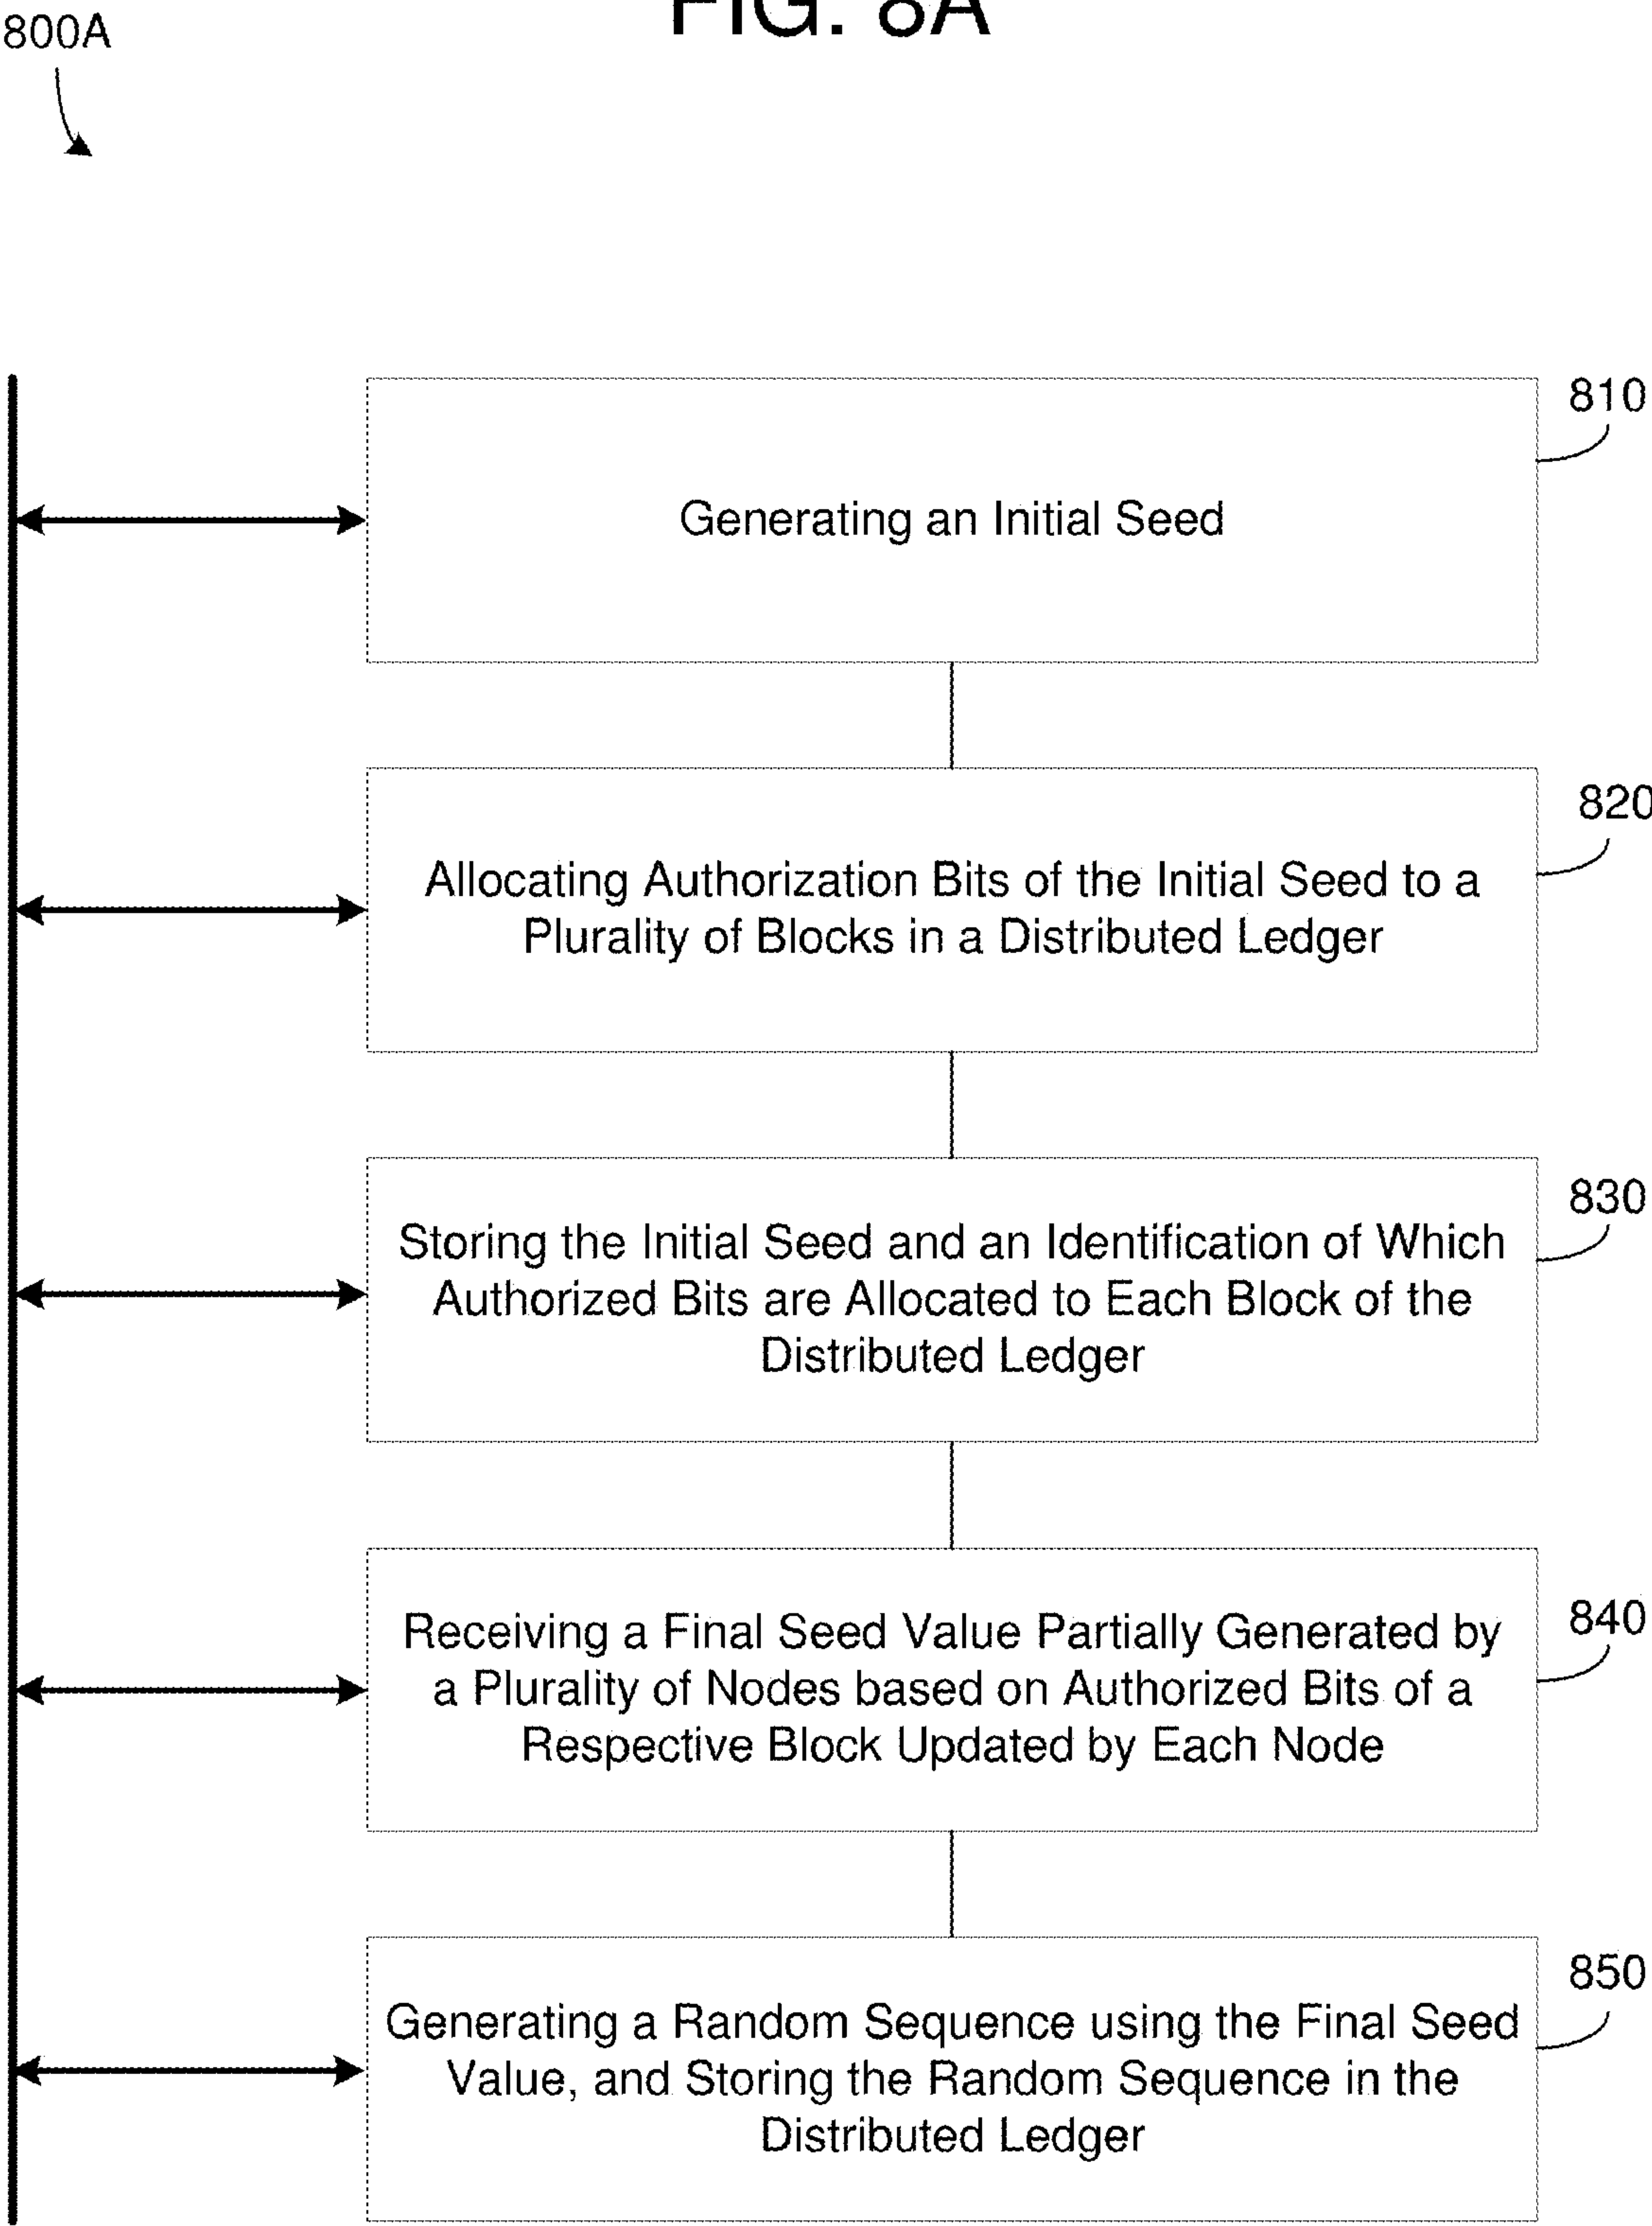 FIG. 8A
800A
810
Generating an Initial Seed
820
Allocating Authorization Bits of the Initial Seed to a
Plurality of Blocks in a Distributed Ledger
830
Storing the Initial Seed and an Identification of Which
Authorized Bits are Allocated to Each Block of the
Distributed Ledger
840
Receiving a Final Seed Value Partially Generated by
a Plurality of Nodes based on Authorized Bits of a
Respective Block Updated by Each Node
850
Generating a Random Sequence using the Final Seed
Value, and Storing the Random Sequence in the
Distributed Ledger